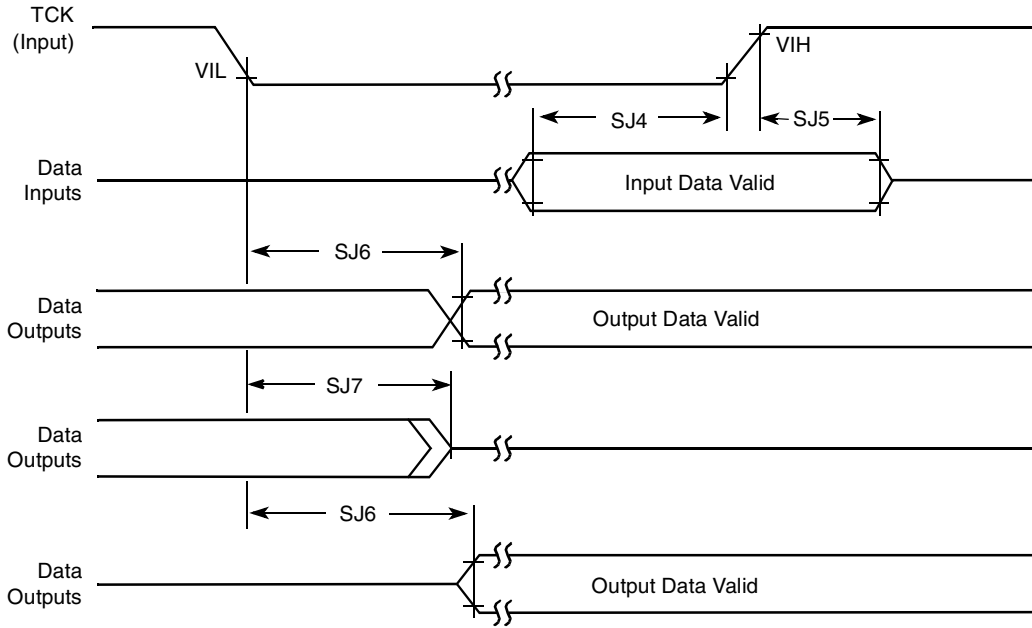 TCK
(Input)
VIL
VIH
SJ4
SJ5
Data
Inputs
Input Data Valid
SJ6
Data
Outputs
Output Data Valid
SJ7
Data
Outputs
SJ6
Data
Outputs
Output Data Valid